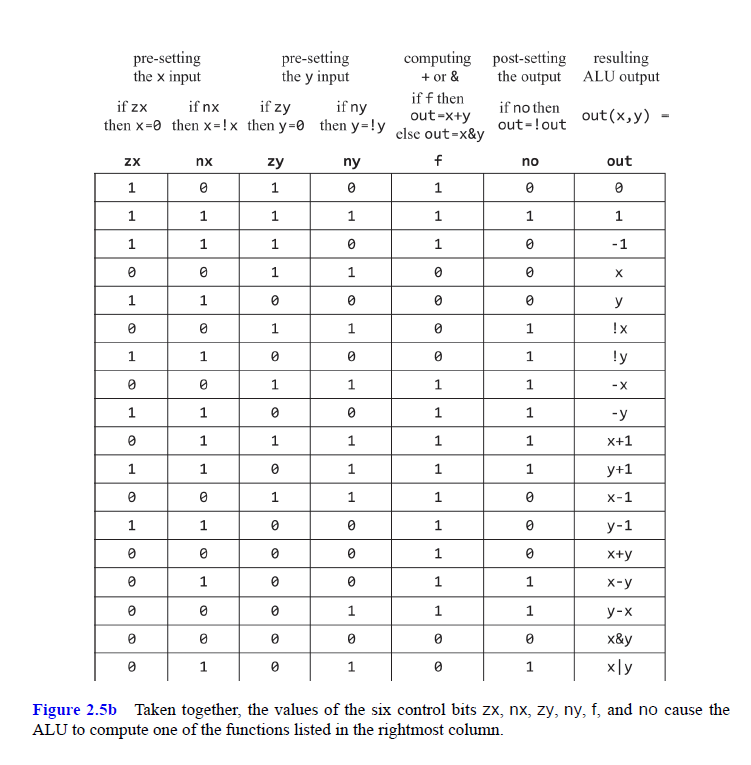 pre-setting pre-setting computing post-setting resulting
the x input the y input + or & the output ALU output
if zx if nx if zy if ny if f then if no then out(x,y) =
then x=0 then x=!x then y=0 then y=!y out=x+y out=!out
else out=x&y
zx nx zy ny f no out
1 0 1 0 1 0 0
1 1 1 1 1 1 1
1 1 1 0 1 0 -1
0 0 1 1 0 0 x
1 1 0 0 0 0 y
0 0 1 1 0 1 !x
1 1 0 0 0 1 !y
0 0 1 1 1 1 -x
1 1 0 0 1 1 -y
0 1 1 1 1 1 x+1
1 1 0 1 1 1 y+1
0 0 1 1 1 0 x-1
1 1 0 0 1 0 y-1
0 0 0 0 1 0 x+y
0 1 0 0 1 1 x-y
0 0 0 1 1 1 y-x
0 0 0 0 0 0 x&y
0 1 0 1 0 1 x|y
Figure 2.5b Taken together, the values of the six control bits zx, nx, zy, ny, f, and no cause the
ALU to compute one of the functions listed in the rightmost column.